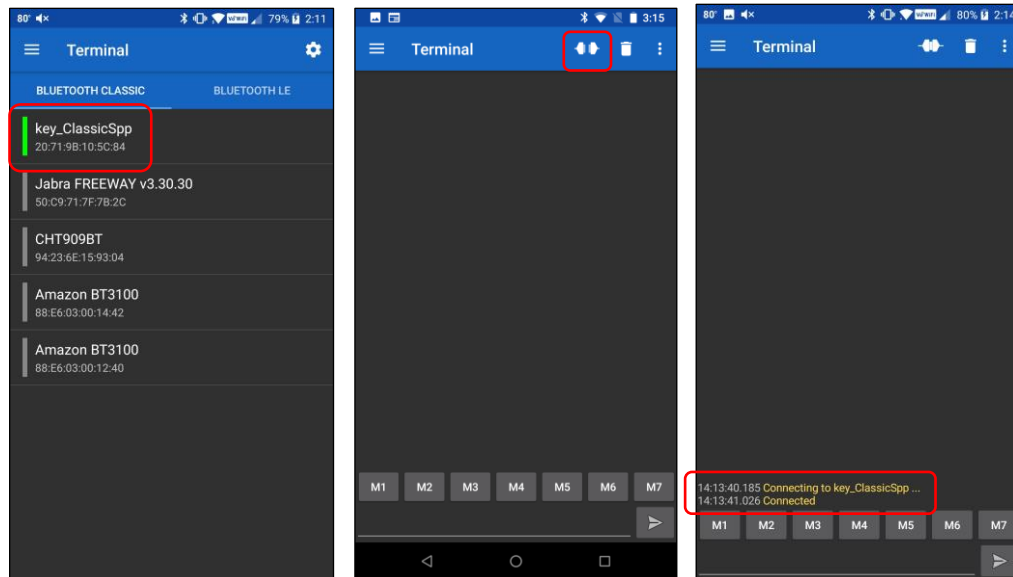 80° 79% 2:11
Terminal
BLUETOOTH CLASSIC BLUETOOTH LE
key_ClassicSpp
20:71:9B:10:5C:84
Jabra FREEWAY v3.30.30
50:C9:71:7F:7B:2C
CHT909BT
94:23:6E:15:93:04
Amazon BT3100
88:E6:03:00:14:42
Amazon BT3100
88:E6:03:00:12:40
3:15
Terminal
M1 M2 M3 M4 M5 M6 M7
80° 80% 2:14
Terminal
14:13:40.185 Connecting to key_ClassicSpp ...
14:13:41.026 Connected
M1 M2 M3 M4 M5 M6 M7